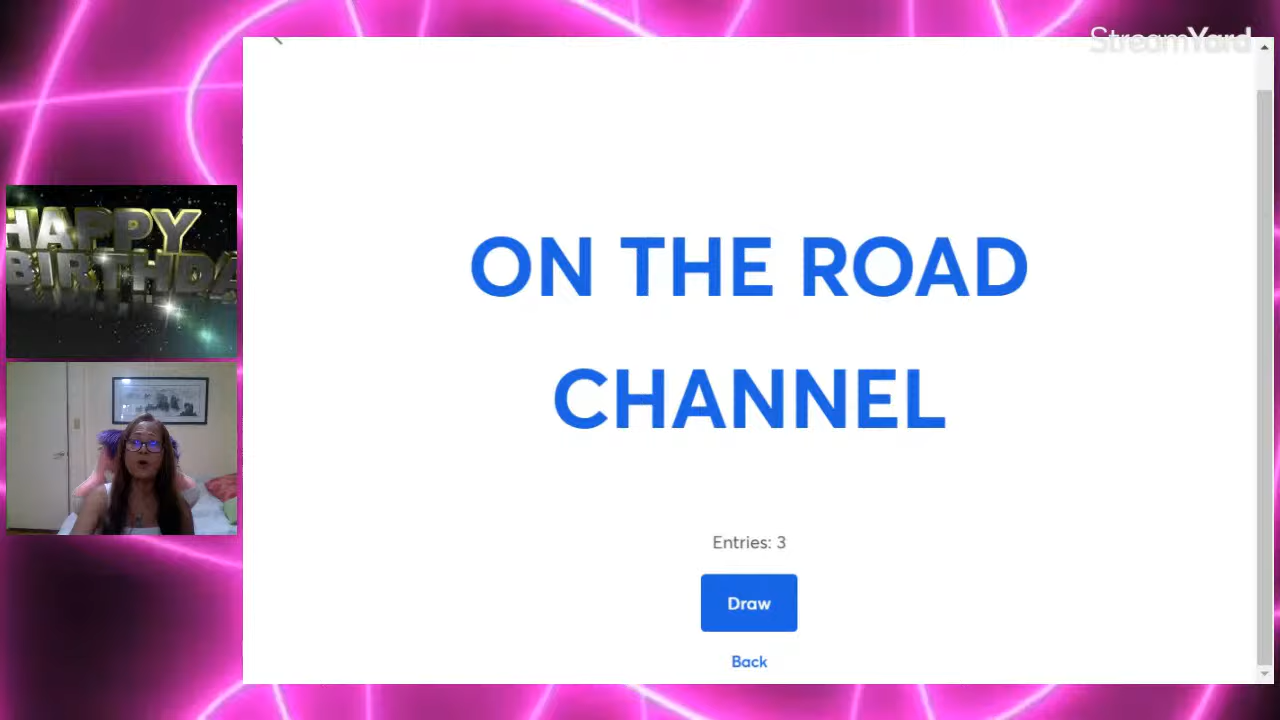 StreamYard
HAPPY
BIRTHDA
ON THE ROAD
CHANNEL
Entries: 3
Draw
Back